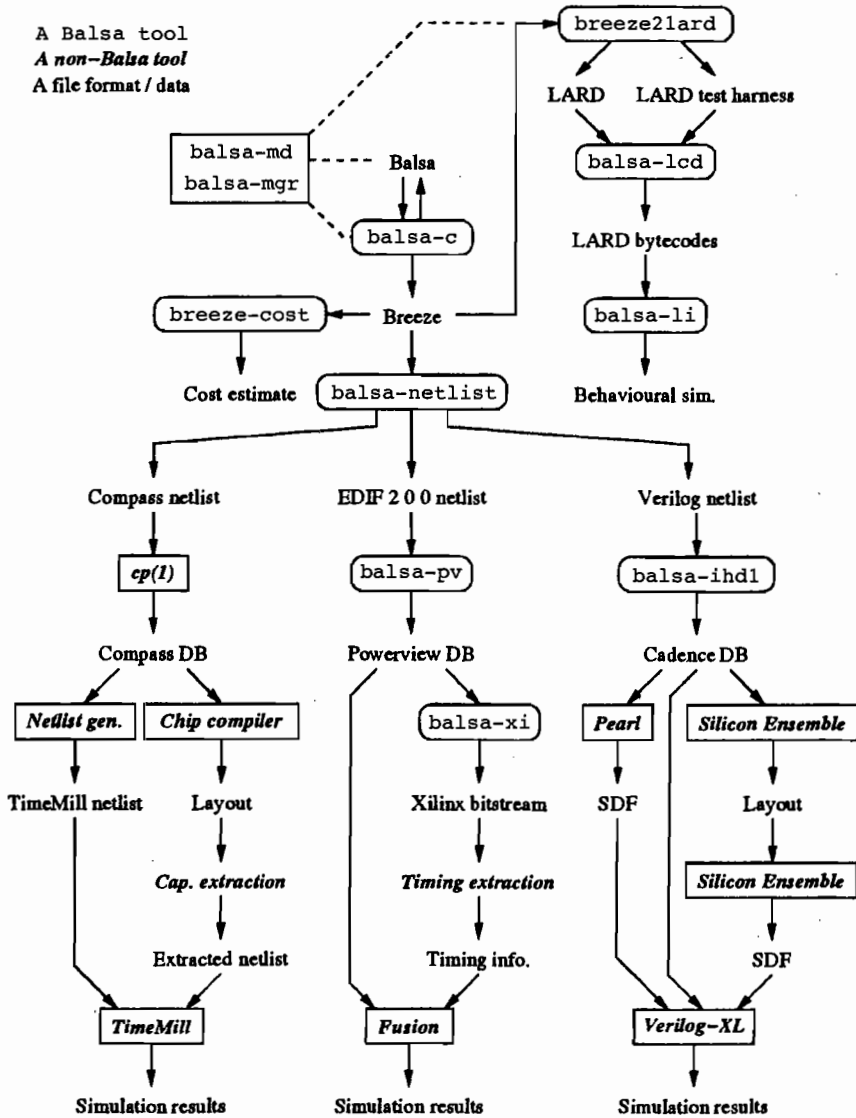 A Balsa tool
A non-Balsa tool
A file format / data
breeze2lard
LARD
LARD test harness
balsa-md
balsa-mgr
Balsa
balsa-lcd
balsa-c
LARD bytecodes
breeze-cost
Breeze
balsa-li
Cost estimate
balsa-netlist
Behavioural sim.
Compass netlist
EDIF 2 0 0 netlist
Verilog netlist
cp(1)
balsa-pv
balsa-ihdl
Compass DB
Powerview DB
Cadence DB
Netlist gen.
Chip compiler
balsa-xi
Pearl
Silicon Ensemble
TimeMill netlist
Layout
Xilinx bitstream
SDF
Layout
Cap. extraction
Timing extraction
Silicon Ensemble
Extracted netlist
Timing info.
SDF
TimeMill
Fusion
Verilog-XL
Simulation results
Simulation results
Simulation results